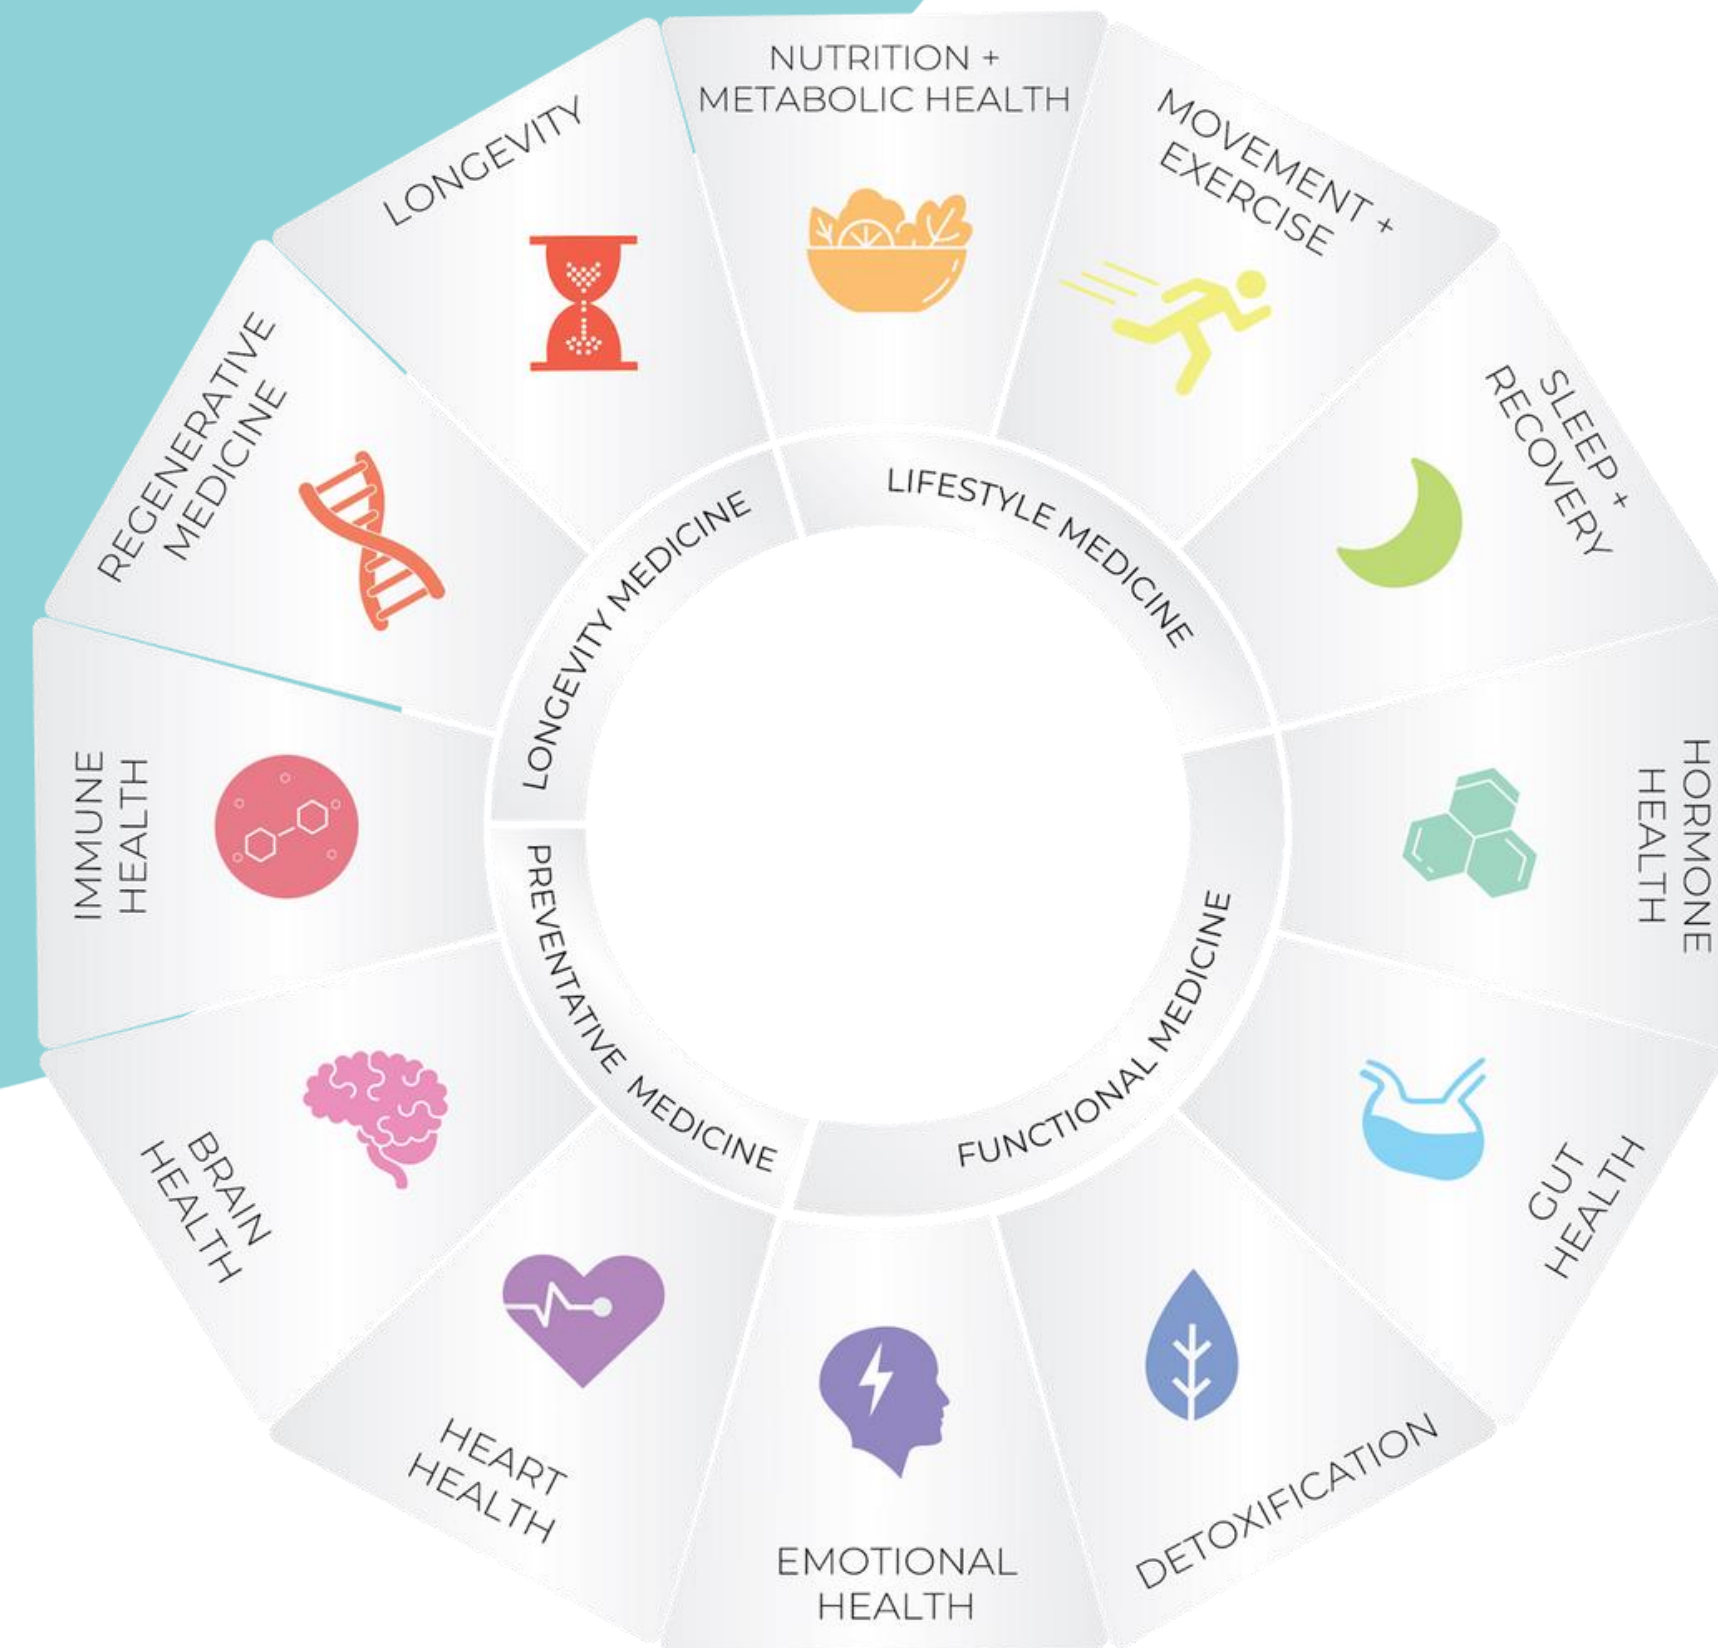 NUTRITION +
METABOLIC HEALTH
MOVEMENT +
EXERCISE
SLEEP +
RECOVERY
HORMONE
HEALTH
GUT
HEALTH
DETOXIFICATION
EMOTIONAL
HEALTH
HEART
HEALTH
BRAIN
HEALTH
IMMUNE
HEALTH
REGENERATIVE
MEDICINE
LONGEVITY
LIFESTYLE MEDICINE
FUNCTIONAL MEDICINE
PREVENTATIVE MEDICINE
LONGEVITY MEDICINE